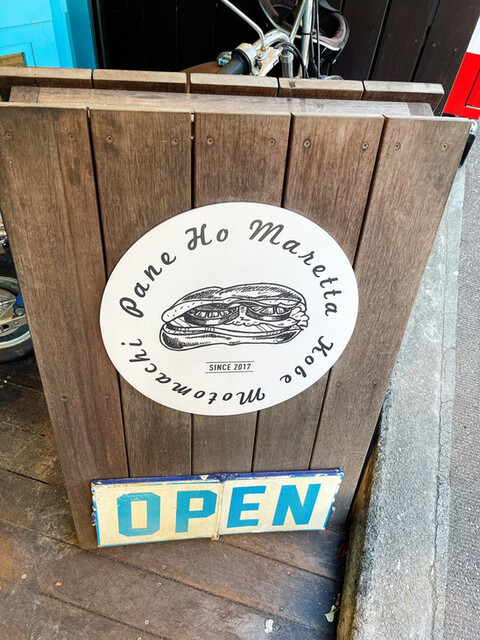 Pane Ho Maretta Kobe Motomachi
SINCE 2017
OPEN